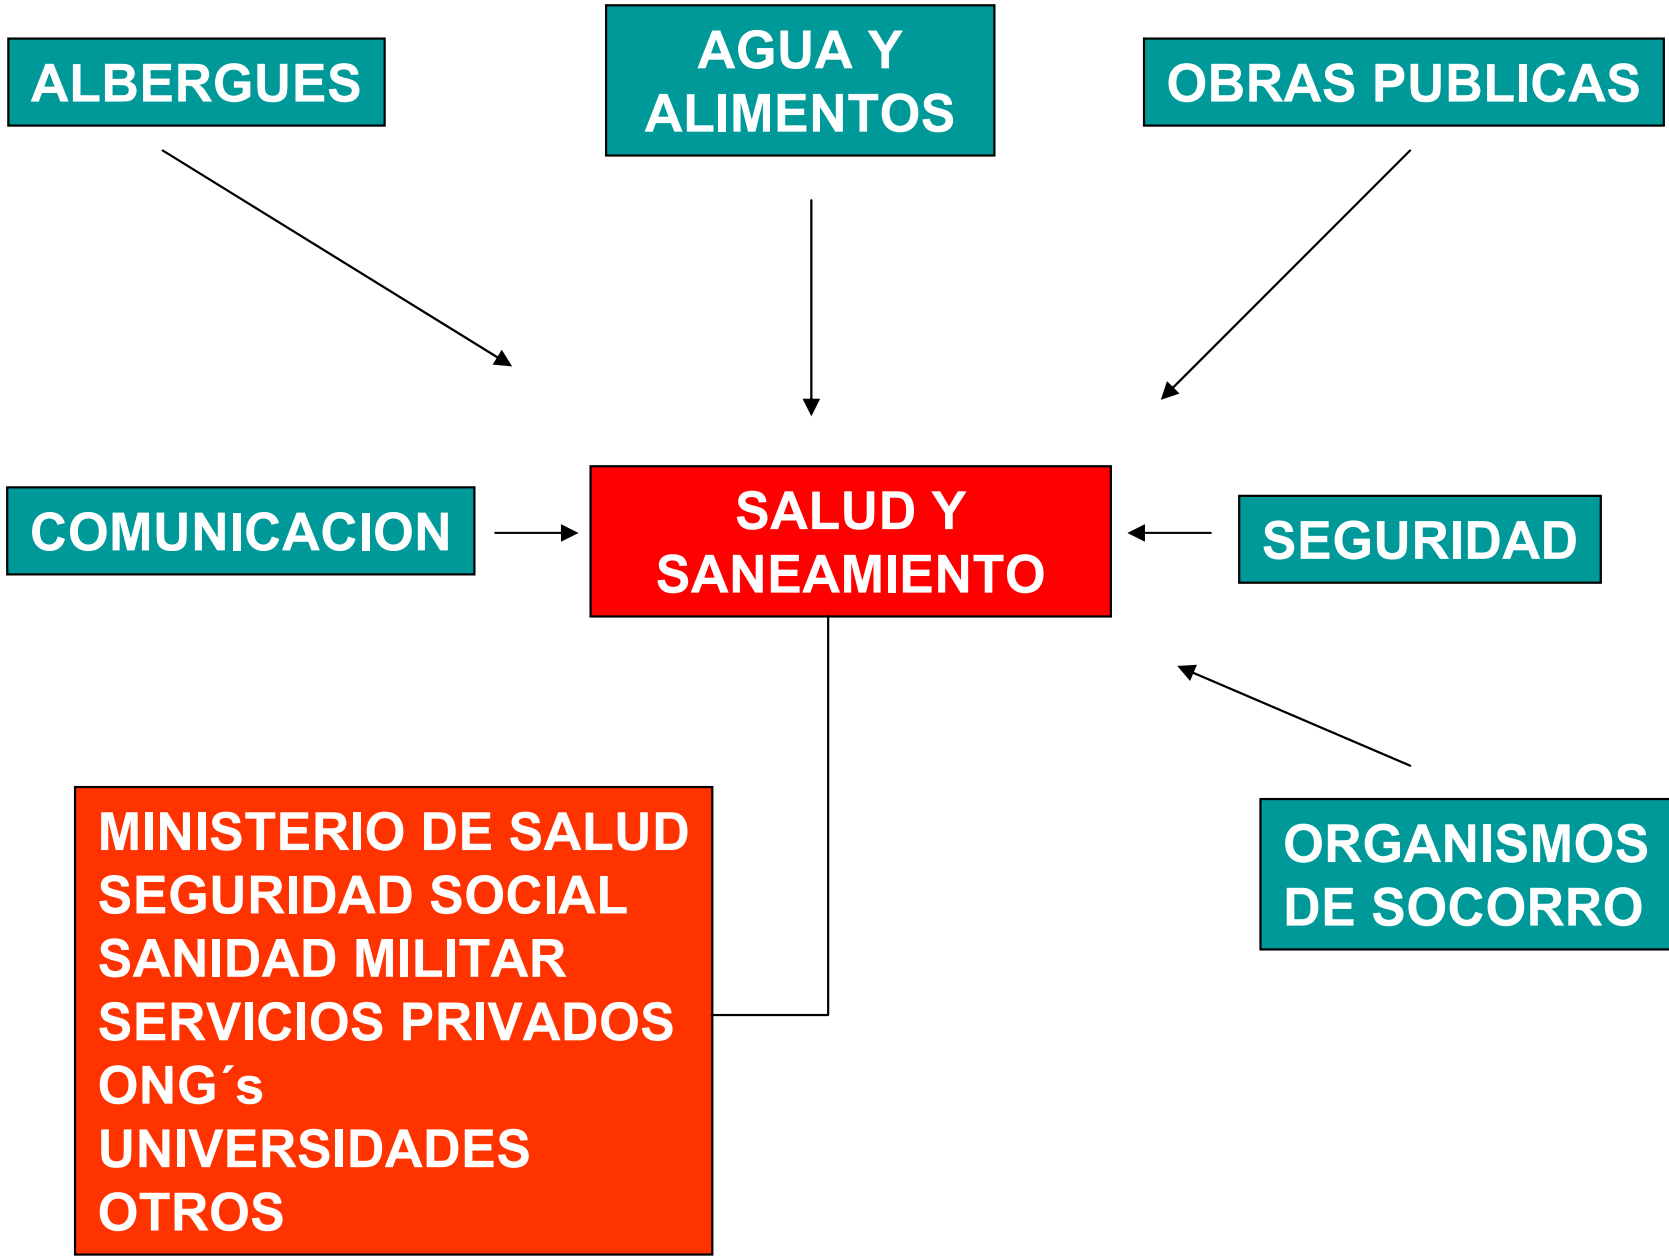 ALBERGUES
AGUA Y
ALIMENTOS
OBRAS PUBLICAS
COMUNICACION
SALUD Y
SANEAMIENTO
SEGURIDAD
MINISTERIO DE SALUD
SEGURIDAD SOCIAL
SANIDAD MILITAR
SERVICIOS PRIVADOS
ONG´s
UNIVERSIDADES
OTROS
ORGANISMOS
DE SOCORRO